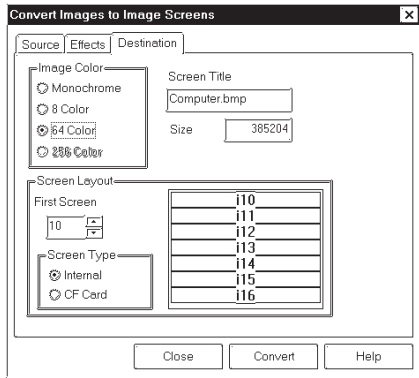 Convert Images to Image Screens
Source Effects Destination
Image Color
Monochrome
8 Color
64 Color
256 Color
Screen Title
Computer.bmp
Size 385204
Screen Layout
First Screen
10
Screen Type
Internal
CF Card
i10
i11
i12
i13
i14
i15
i16
Close Convert Help